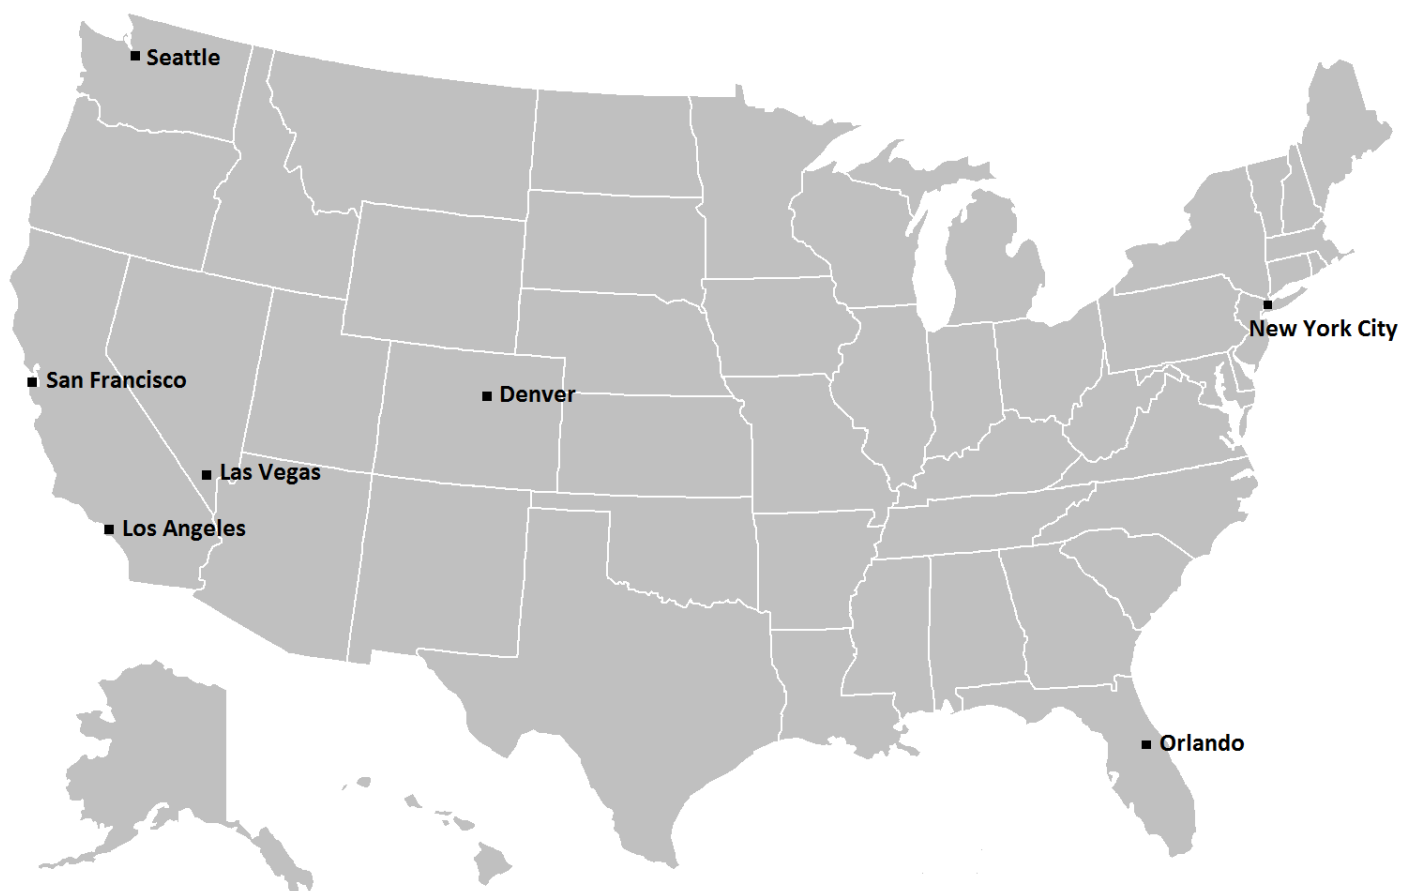 Seattle
New York City
San Francisco
Denver
Las Vegas
Los Angeles
Orlando